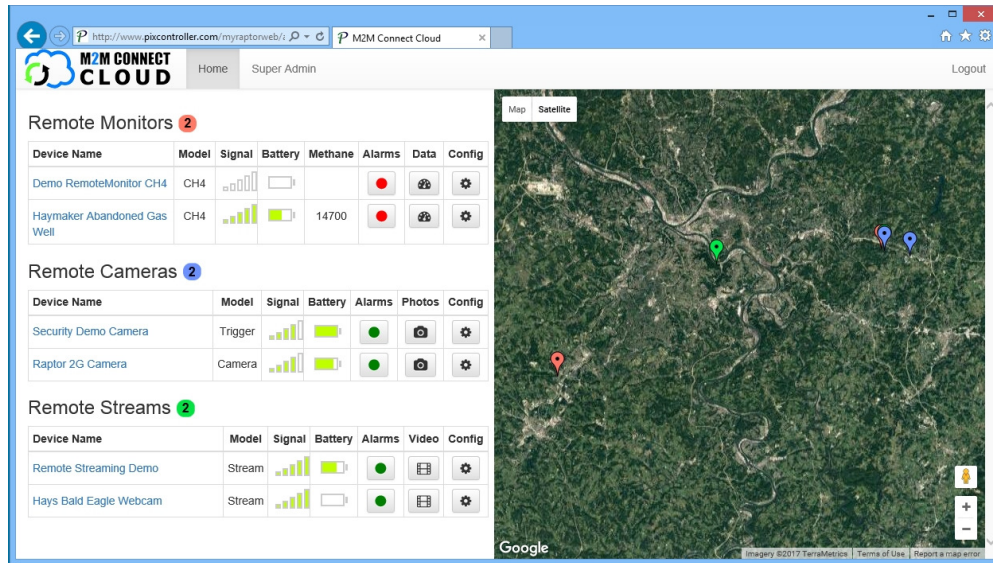 http://www.pixcontroller.com/myraptorweb/
M2M Connect Cloud
M2M CONNECT
CLOUD
Home
Super Admin
Logout
Remote Monitors 2
Device Name Model Signal Battery Methane Alarms Data Config
Demo RemoteMonitor CH4 CH4
Haymaker Abandoned Gas CH4 14700
Well
Remote Cameras 2
Device Name Model Signal Battery Alarms Photos Config
Security Demo Camera Trigger
Raptor 2G Camera Camera
Remote Streams 2
Device Name Model Signal Battery Alarms Video Config
Remote Streaming Demo Stream
Hays Bald Eagle Webcam Stream
Map Satellite
Google
Imagery ©2017 TerraMetrics Terms of Use Report a map error